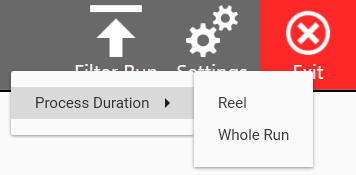 Filter Run Settings Exit
Process Duration
Reel
Whole Run